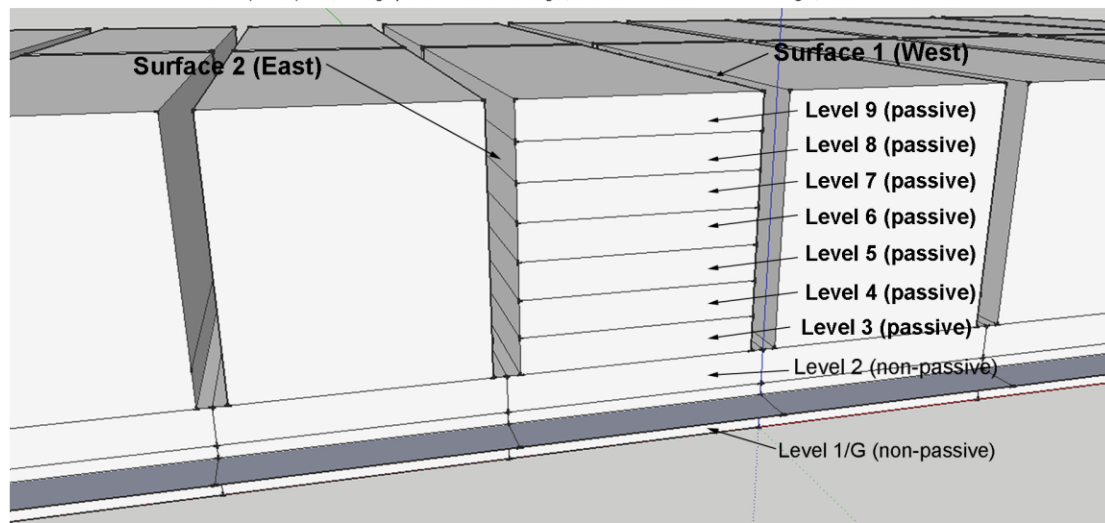 Surface 2 (East)
Surface 1 (West)
Level 9 (passive)
Level 8 (passive)
Level 7 (passive)
Level 6 (passive)
Level 5 (passive)
Level 4 (passive)
Level 3 (passive)
Level 2 (non-passive)
Level 1/G (non-passive)